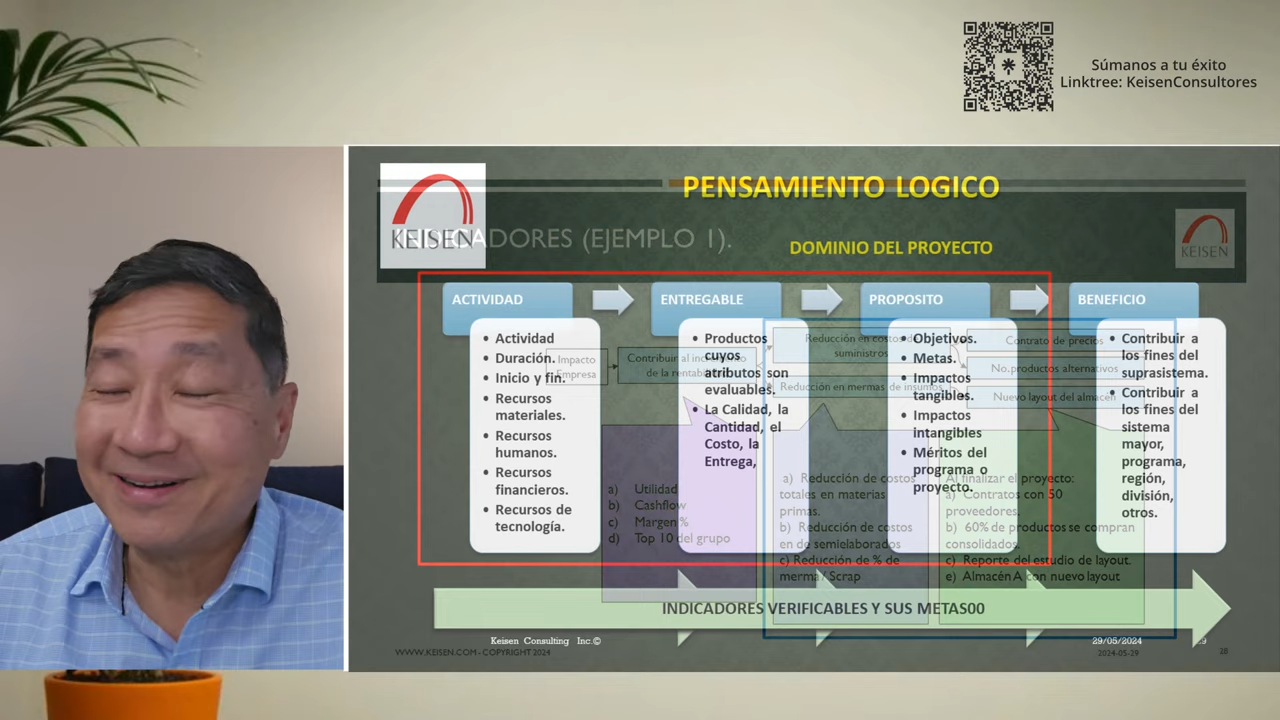 Súmanos a tu éxito
Linktree: KeisenConsultores
PENSAMIENTO LOGICO
KEISEN
INDICADORES (EJEMPLO 1).
DOMINIO DEL PROYECTO
KEISEN
ACTIVIDAD
ENTREGABLE
PROPOSITO
BENEFICIO
• Actividad
• Duración.
• Inicio y fin.
• Recursos
materiales.
• Recursos
humanos.
• Recursos
financieros.
• Recursos de
tecnología.
• Productos
cuyos
atributos son
evaluables.
• La Calidad, la
Cantidad, el
Costo, la
Entrega,
• Objetivos.
• Metas.
• Impactos
tangibles.
• Impactos
intangibles
• Méritos del
programa o
proyecto.
• Contribuir a
los fines del
suprasistema.
• Contribuir a
los fines del
sistema
mayor,
programa,
región,
división,
otros.
Impacto
Empresa
Contribuir al incremento
de la rentabilidad
Reducción en costos de
suministros
Reducción en mermas de insumos
Contrato de precios
No. productos alternativos
Nuevo layout del almacén
a) Utilidad
b) Cashflow
c) Margen %
d) Top 10 del grupo
a) Reducción de costos
totales en materias
primas.
b) Reducción de costos
en de semielaborados
c) Reducción de % de
merma / Scrap
Al finalizar el proyecto:
a) Contratos con 50
proveedores.
b) 60% de productos se compran
consolidados.
c) Reporte del estudio de layout.
e) Almacén A con nuevo layout
INDICADORES VERIFICABLES Y SUS METAS00
Keisen Consulting Inc.©
29/05/2024
WWW.KEISEN.COM - COPYRIGHT 2024
2024-05-29
28